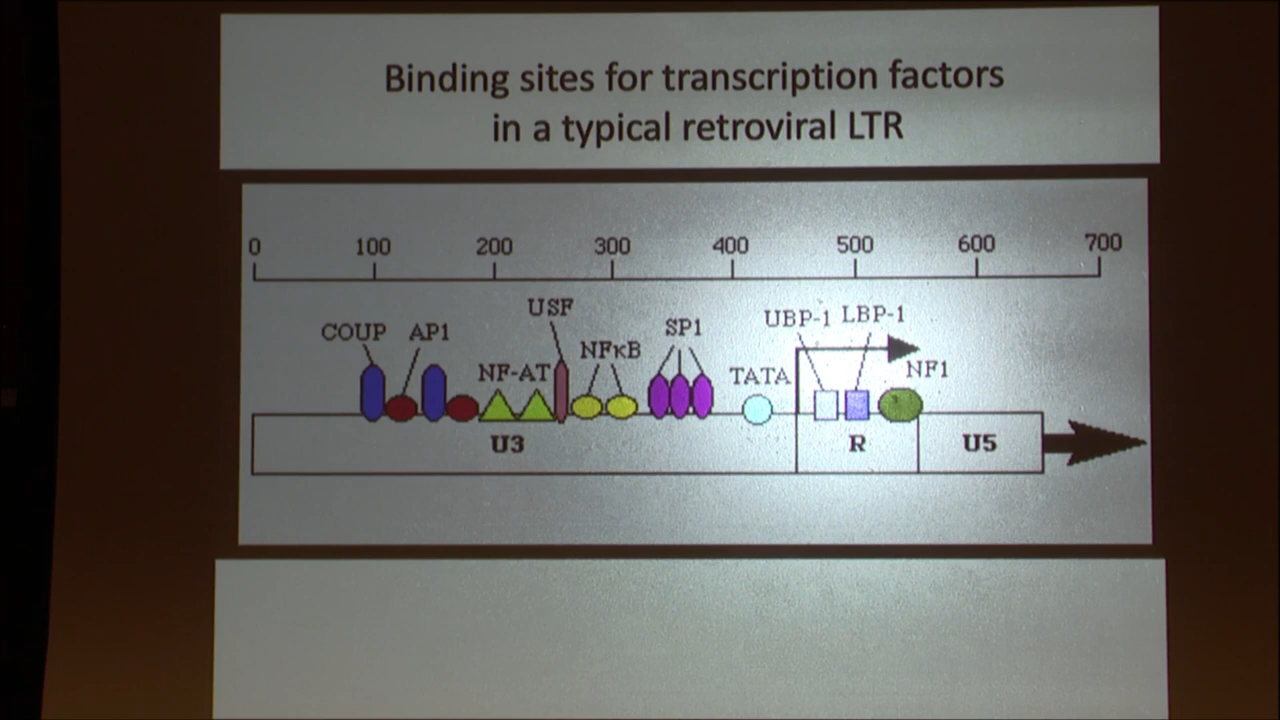 Binding sites for transcription factors
in a typical retroviral LTR
0 100 200 300 400 500 600 700
USF
COUP AP1 NF-AT NFκB SP1 TATA UBP-1 LBP-1 NF1
U3 R U5